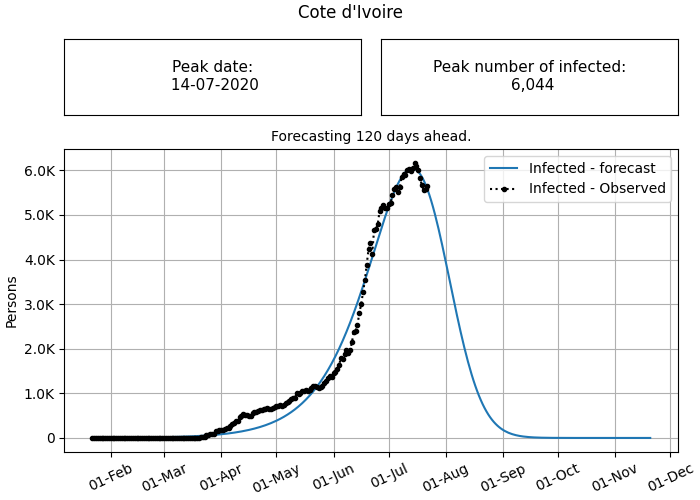 Cote d'Ivoire
Peak date:
14-07-2020
Peak number of infected:
6,044
Forecasting 120 days ahead.
Infected - forecast
Infected - Observed
Persons
6.0K
5.0K
4.0K
3.0K
2.0K
1.0K
0
01-Feb
01-Mar
01-Apr
01-May
01-Jun
01-Jul
01-Aug
01-Sep
01-Oct
01-Nov
01-Dec